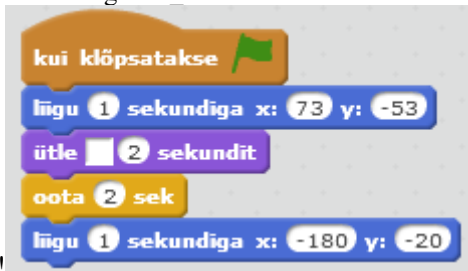 kui klõpsatakse
liigu 1 sekundiga x: 73 y: -53
ütle 2 sekundit
oota 2 sek
liigu 1 sekundiga x: -180 y: -20